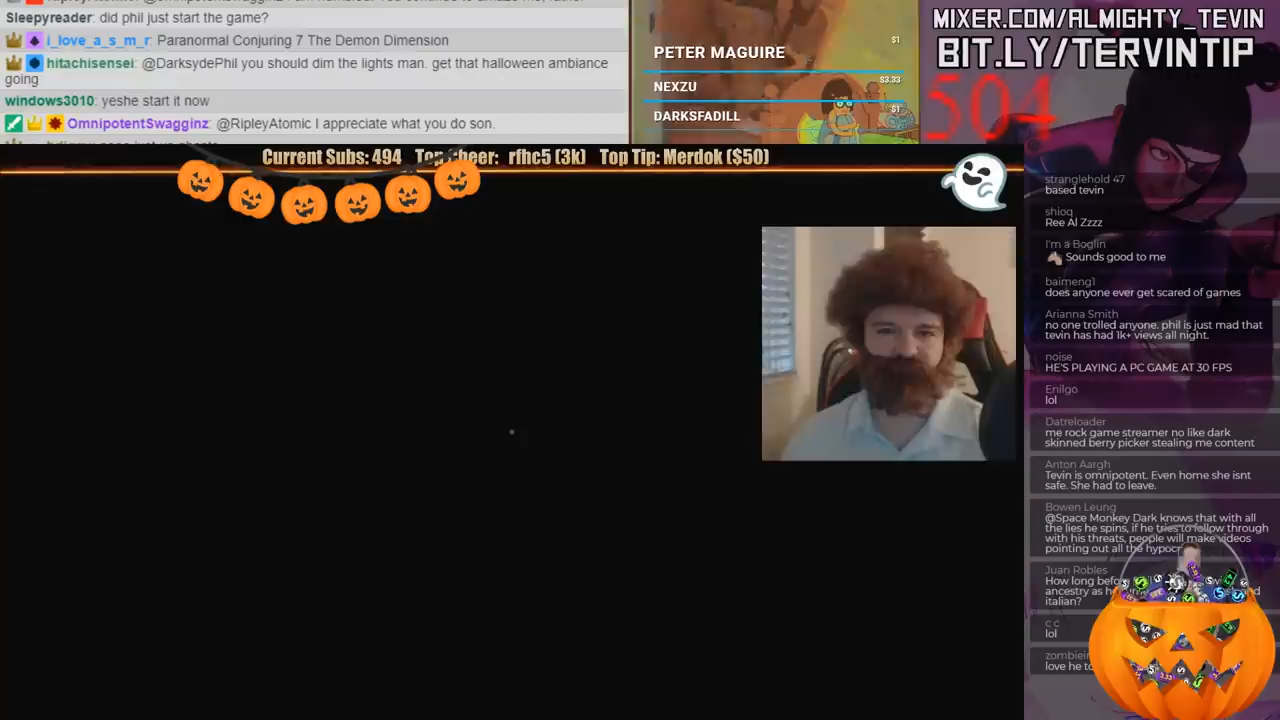 Sleepyreader: did phil just start the game?
i_love_a_s_m_r: Paranormal Conjuring 7 The Demon Dimension
hitachisensei: @DarksydePhil you should dim the lights man. get that halloween ambiance
going
windows3010: yeshe start it now
OmnipotentSwagginz: @RipleyAtomic I appreciate what you do son.
PETER MAGUIRE $1
NEXZU $3.33
DARKSFADILL $1
MIXER.COM/ALMIGHTY_TEVIN
BIT.LY/TERVINTIP
504
Current Subs: 494 Top Cheer: rfhc5 (3k) Top Tip: Merdok ($50)
stranglehold 47
based tevin
shioq
Ree Al Zzzz
I'm a Boglin
Sounds good to me
baimeng1
does anyone ever get scared of games
Arianna Smith
no one trolled anyone. phil is just mad that
tevin has had 1k+ views all night.
noise
HE'S PLAYING A PC GAME AT 30 FPS
Enilgo
lol
Datreloader
me rock game streamer no like dark
skinned berry picker stealing me content
Anton Aargh
Tevin is omnipotent. Even home she isnt
safe. She had to leave.
Bowen Leung
@Space Monkey Dark knows that with all
the lies he spins, if he tries to follow through
with his threats, people will make videos
pointing out all the
Juan Robles
How long
ancestry as
italian?
c c
lol
love he